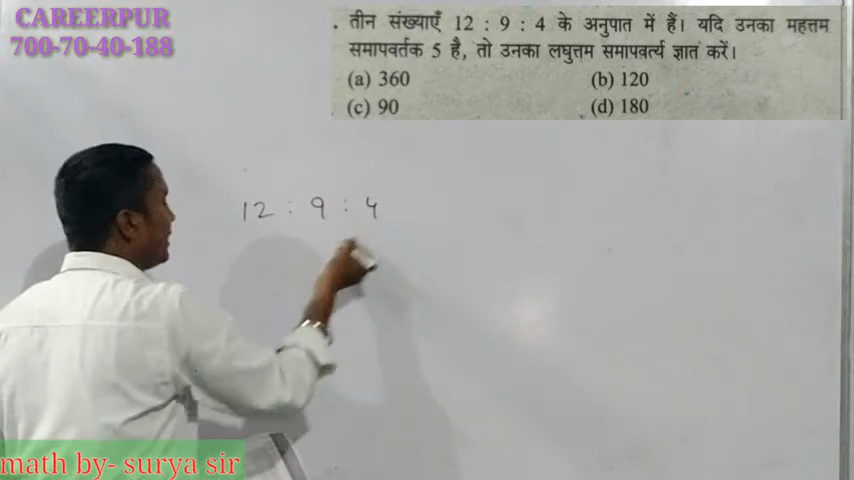 CAREERPUR
700-70-40-188
. तीन संख्याएँ 12 : 9 : 4 के अनुपात में हैं। यदि उनका महत्तम
समापवर्तक 5 है, तो उनका लघुत्तम समापवर्त्य ज्ञात करें।
(a) 360 (b) 120
(c) 90 (d) 180
12 : 9 : 4
math by- surya sir